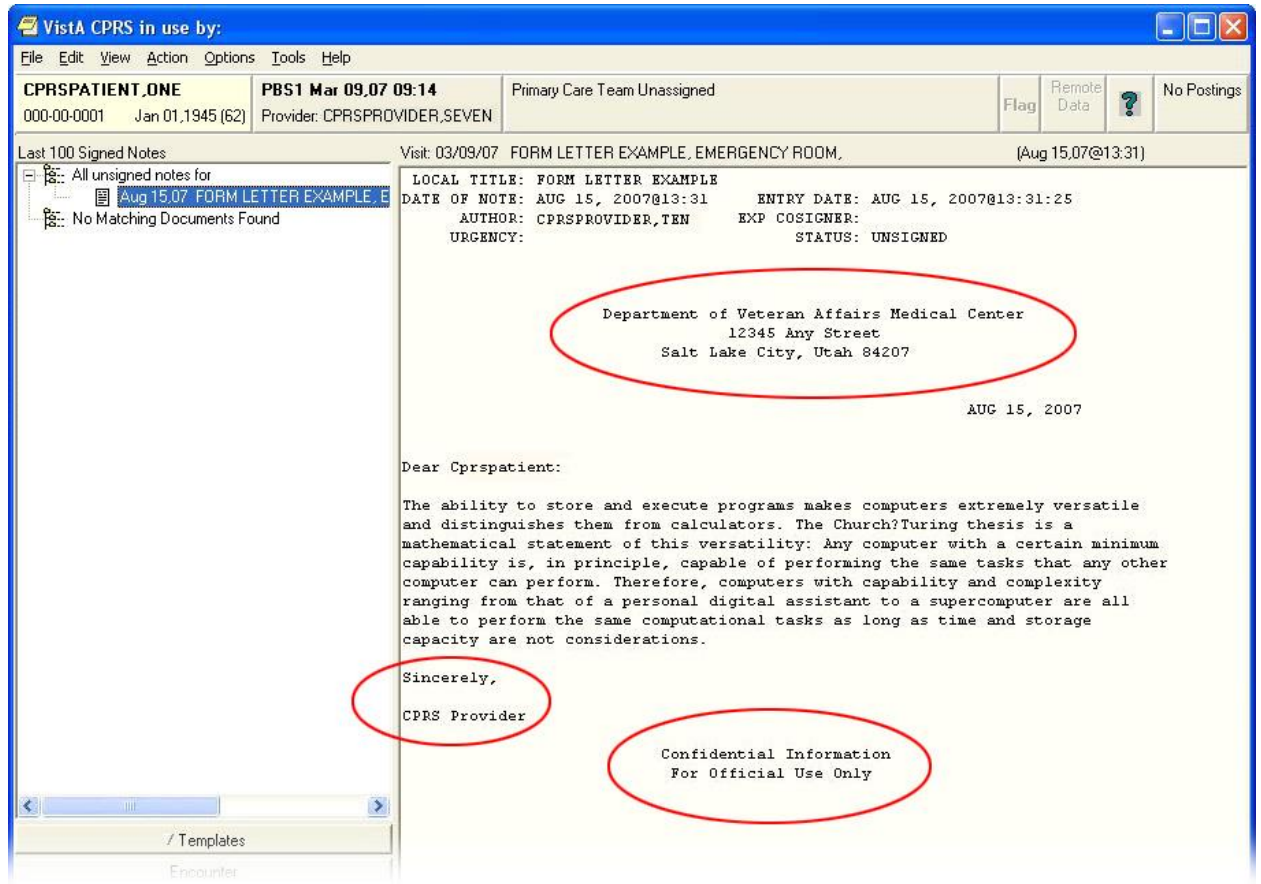 VistA CPRS in use by:
File Edit View Action Options Tools Help
CPRSPATIENT,ONE
000-00-0001 Jan 01,1945 (62)
PBS1 Mar 09,07 09:14
Provider: CPRSPROVIDER,SEVEN
Primary Care Team Unassigned
Flag
Remote
Data
?
No Postings
Last 100 Signed Notes
All unsigned notes for
Aug 15,07 FORM LETTER EXAMPLE, E
No Matching Documents Found
/ Templates
Encounter
Visit: 03/09/07 FORM LETTER EXAMPLE, EMERGENCY ROOM, (Aug 15,07@13:31)
LOCAL TITLE: FORM LETTER EXAMPLE
DATE OF NOTE: AUG 15, 2007@13:31 ENTRY DATE: AUG 15, 2007@13:31:25
AUTHOR: CPRSPROVIDER,TEN EXP COSIGNER:
URGENCY: STATUS: UNSIGNED
Department of Veteran Affairs Medical Center
12345 Any Street
Salt Lake City, Utah 84207
AUG 15, 2007
Dear Cprspatient:
The ability to store and execute programs makes computers extremely versatile
and distinguishes them from calculators. The Church?Turing thesis is a
mathematical statement of this versatility: Any computer with a certain minimum
capability is, in principle, capable of performing the same tasks that any other
computer can perform. Therefore, computers with capability and complexity
ranging from that of a personal digital assistant to a supercomputer are all
able to perform the same computational tasks as long as time and storage
capacity are not considerations.
Sincerely,
CPRS Provider
Confidential Information
For Official Use Only